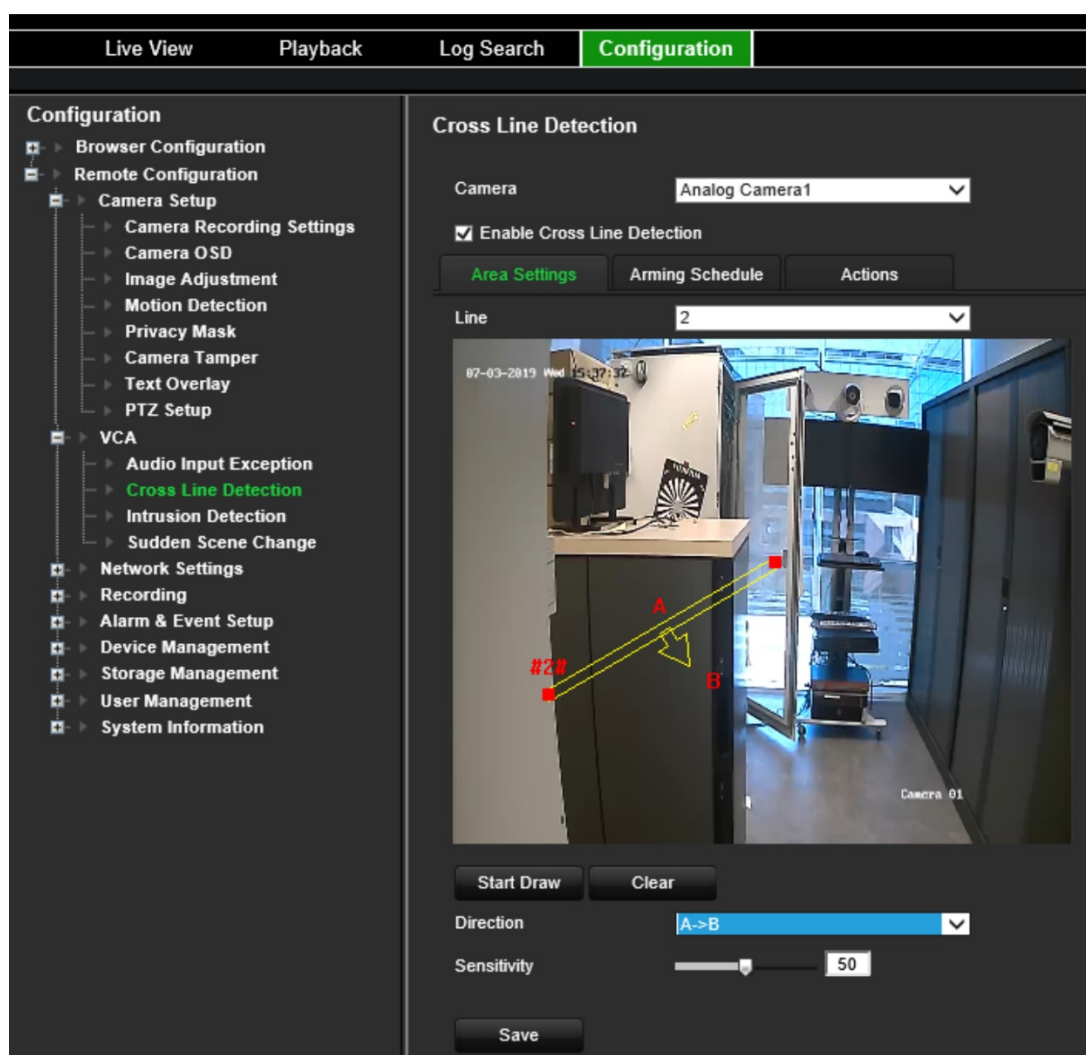 Live View Playback Log Search Configuration
Configuration
Browser Configuration
Remote Configuration
Camera Setup
Camera Recording Settings
Camera OSD
Image Adjustment
Motion Detection
Privacy Mask
Camera Tamper
Text Overlay
PTZ Setup
VCA
Audio Input Exception
Cross Line Detection
Intrusion Detection
Sudden Scene Change
Network Settings
Recording
Alarm & Event Setup
Device Management
Storage Management
User Management
System Information
Cross Line Detection
Camera Analog Camera1
Enable Cross Line Detection
Area Settings Arming Schedule Actions
Line 2
07-03-2019 Wed 15:37:37
A
#2#
B
Camera 01
Start Draw Clear
Direction A->B
Sensitivity 50
Save